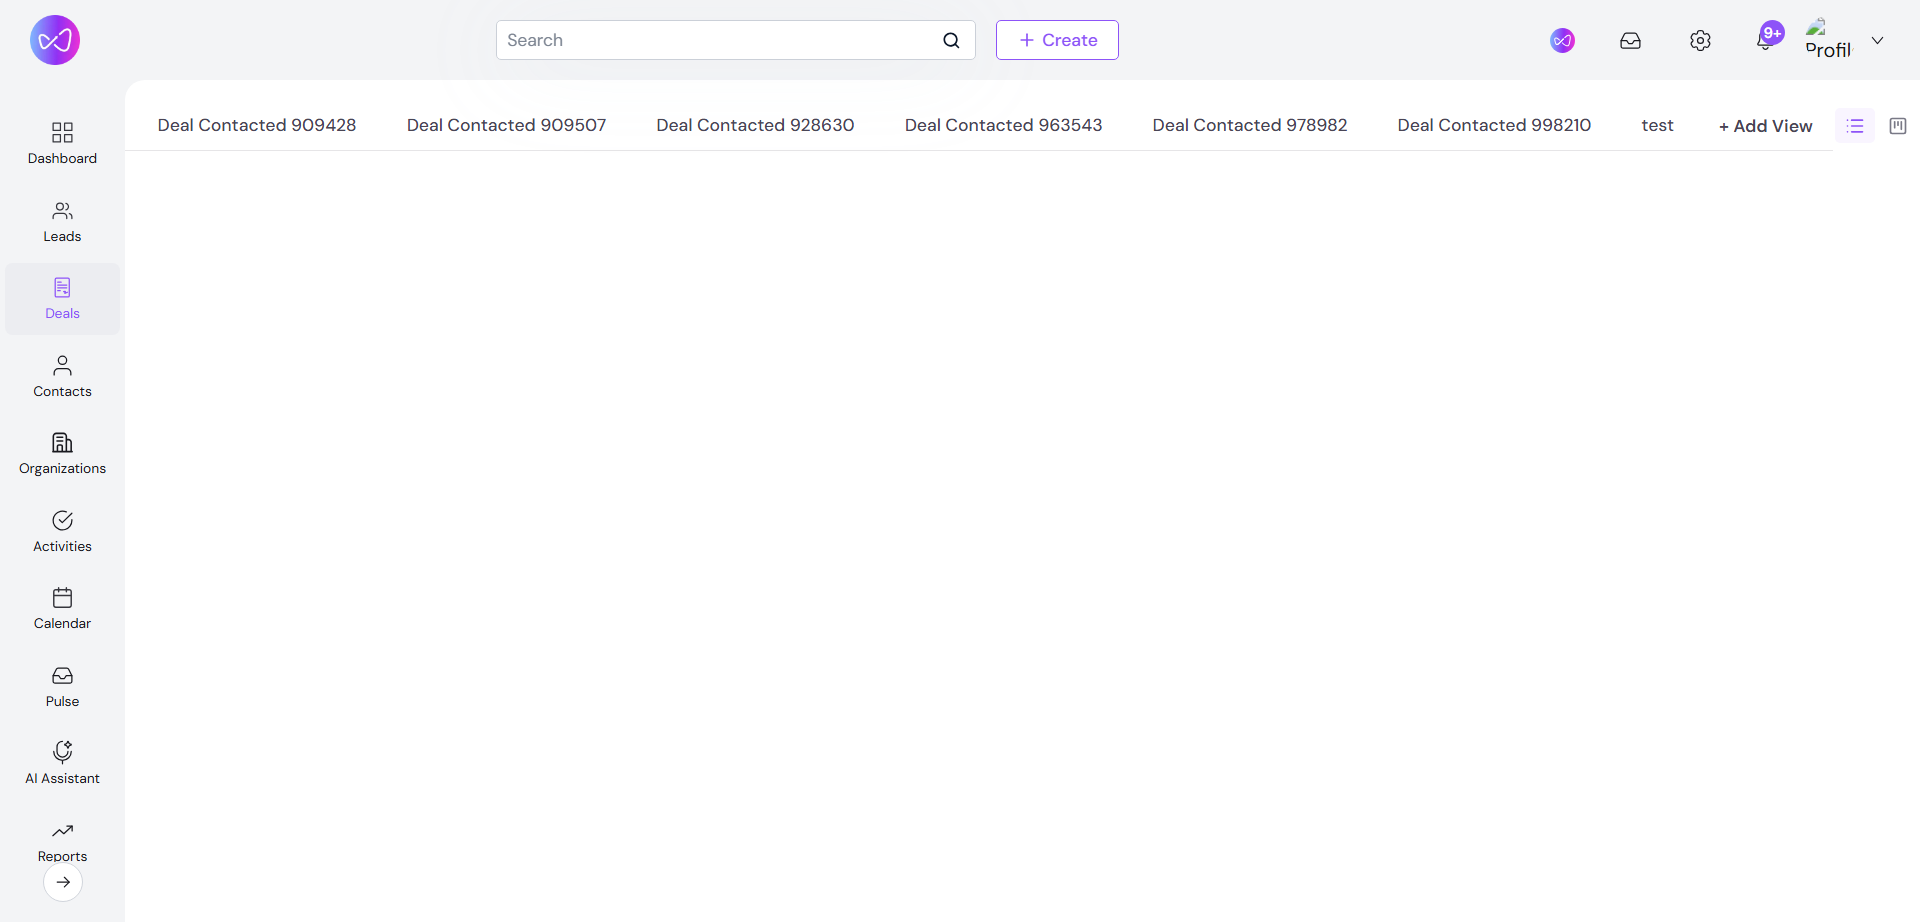 Search
+ Create
9+
Profil
Deal Contacted 909428
Deal Contacted 909507
Deal Contacted 928630
Deal Contacted 963543
Deal Contacted 978982
Deal Contacted 998210
test
+ Add View
Dashboard
Leads
Deals
Contacts
Organizations
Activities
Calendar
Pulse
AI Assistant
Reports